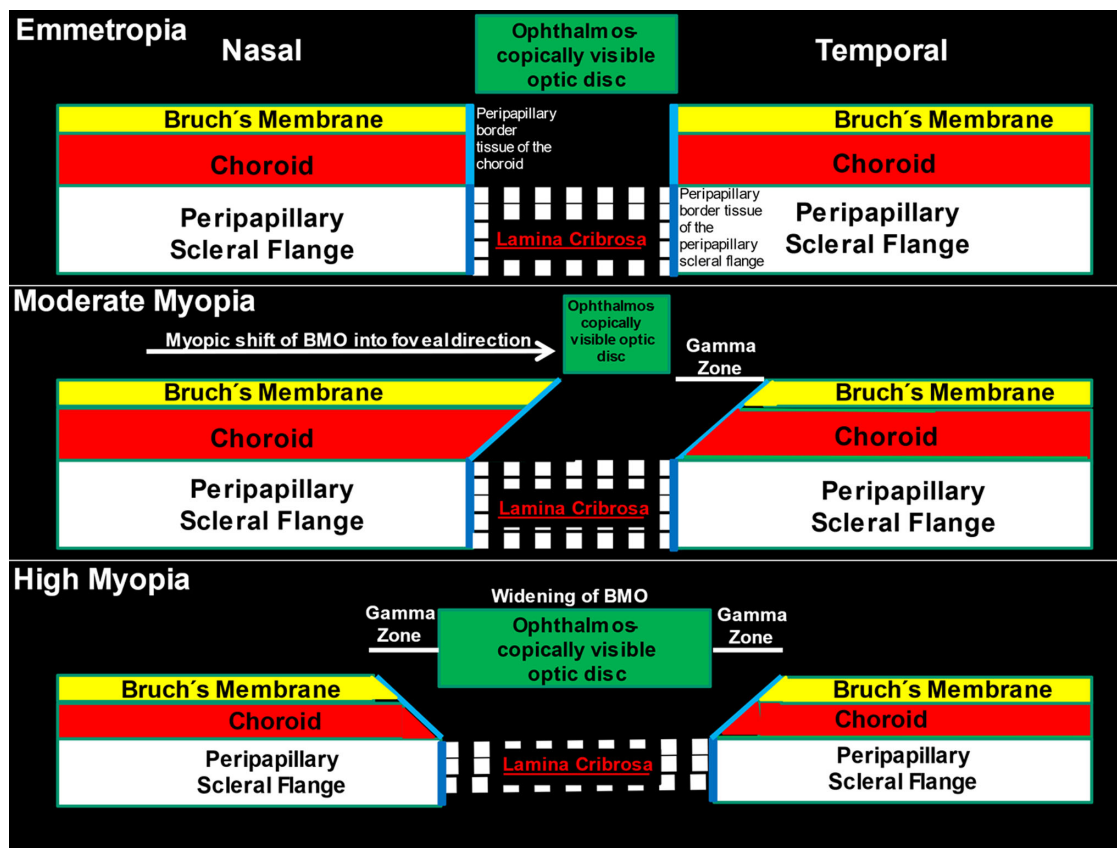 Emmetropia
Nasal
Ophthalmos-
copically visible
optic disc
Temporal
Bruch´s Membrane
Peripapillary
border
tissue of the
choroid
Bruch´s Membrane
Choroid
Choroid
Peripapillary
Scleral Flange
Lamina Cribrosa
Peripapillary
border tissue
of the
peripapillary
scleral flange
Peripapillary
Scleral Flange
Moderate Myopia
Myopic shift of BMO into foveal direction
Ophthalmos-
copically
visible optic
disc
Gamma
Zone
Bruch´s Membrane
Bruch´s Membrane
Choroid
Choroid
Peripapillary
Scleral Flange
Lamina Cribrosa
Peripapillary
Scleral Flange
High Myopia
Widening of BMO
Gamma
Zone
Ophthalmos-
copically visible
optic disc
Gamma
Zone
Bruch´s Membrane
Bruch´s Membrane
Choroid
Choroid
Peripapillary
Scleral Flange
Lamina Cribrosa
Peripapillary
Scleral Flange